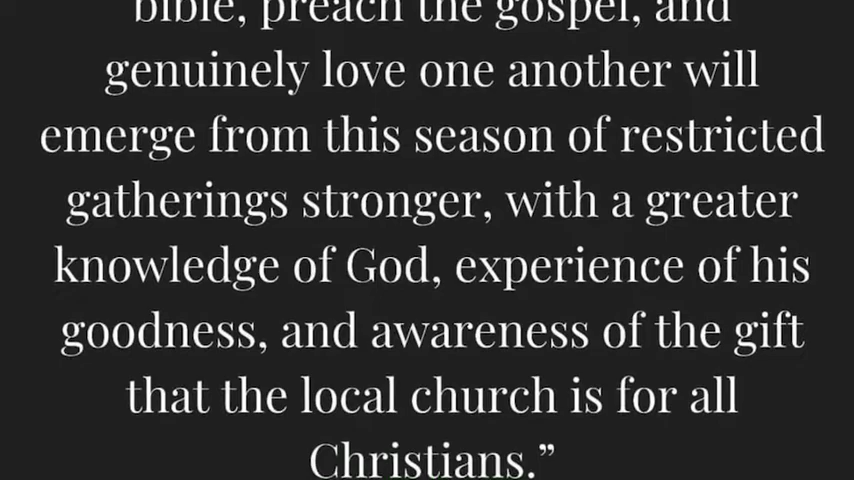 bible, preach the gospel, and
genuinely love one another will
emerge from this season of restricted
gatherings stronger, with a greater
knowledge of God, experience of his
goodness, and awareness of the gift
that the local church is for all
Christians.”